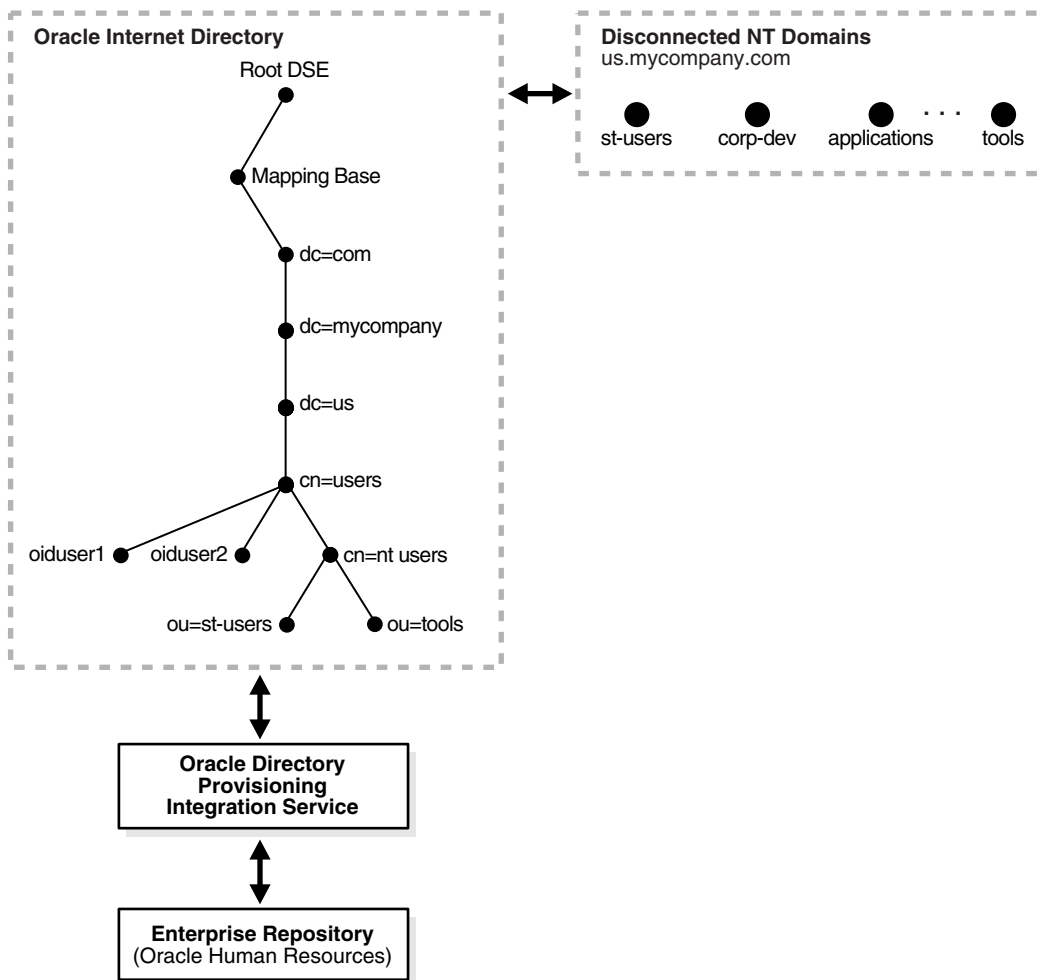 Oracle Internet Directory
Root DSE
Mapping Base
dc=com
dc=mycompany
dc=us
cn=users
oiduser1
oiduser2
cn=nt users
ou=st-users
ou=tools
Disconnected NT Domains
us.mycompany.com
st-users
corp-dev
applications
. . .
tools
Oracle Directory
Provisioning
Integration Service
Enterprise Repository
(Oracle Human Resources)